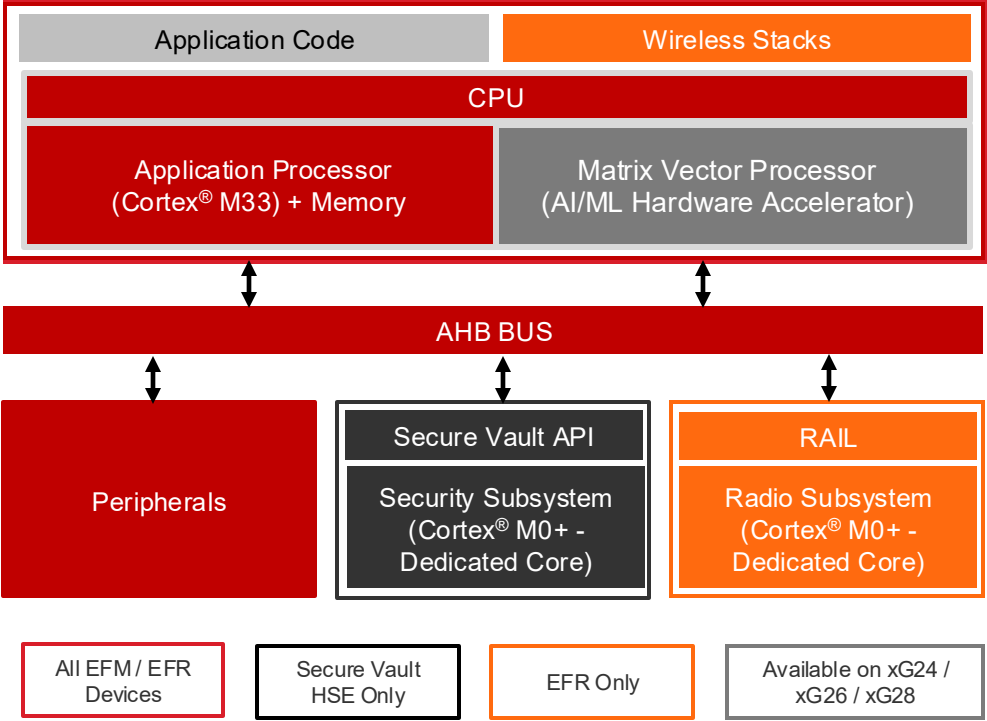 Application Code
Wireless Stacks
CPU
Application Processor
(Cortex® M33) + Memory
Matrix Vector Processor
(AI/ML Hardware Accelerator)
AHB BUS
Peripherals
Secure Vault API
Security Subsystem
(Cortex® M0+ -
Dedicated Core)
RAIL
Radio Subsystem
(Cortex® M0+ -
Dedicated Core)
All EFM / EFR
Devices
Secure Vault
HSE Only
EFR Only
Available on xG24 /
xG26 / xG28